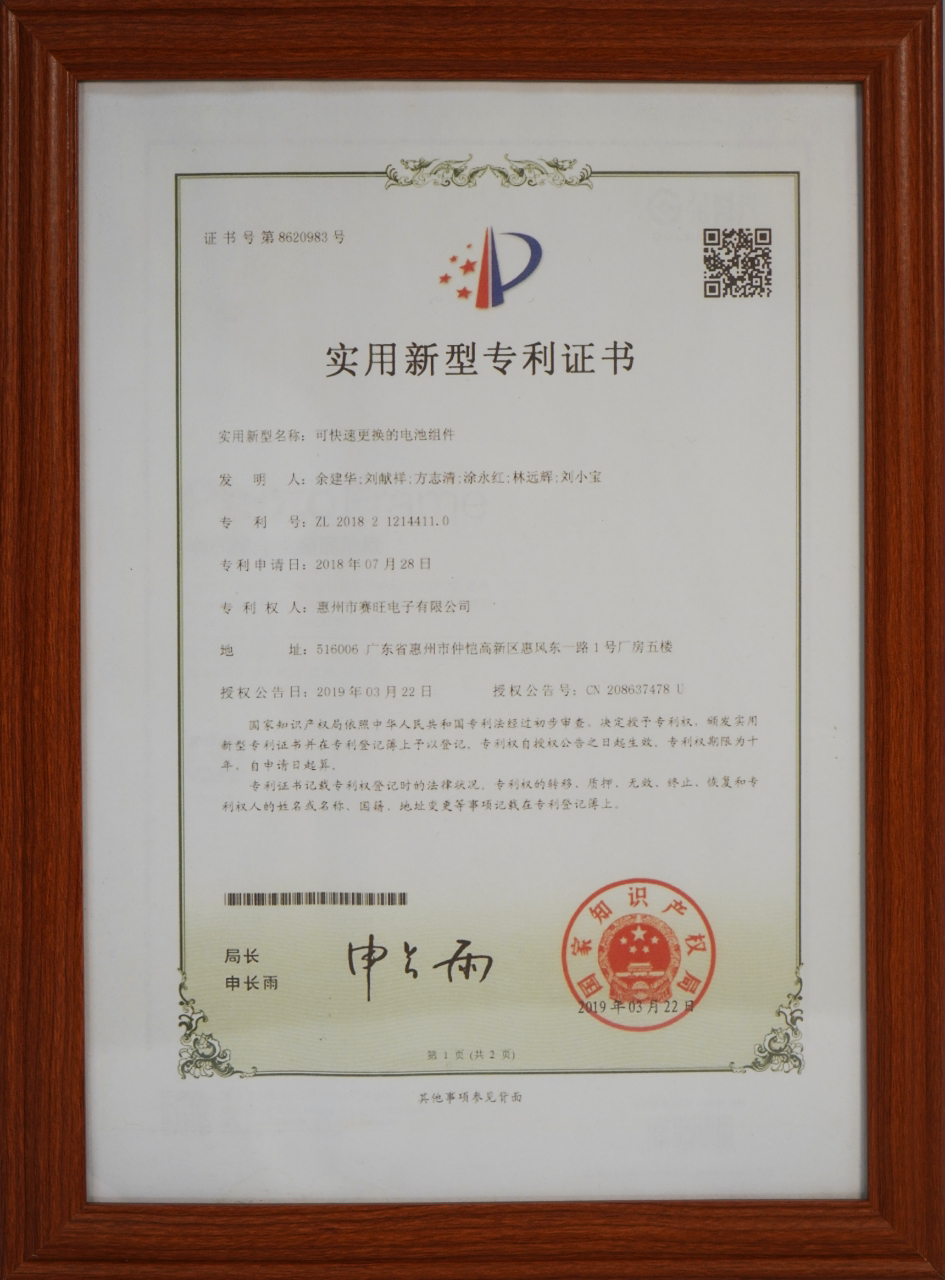 证书号第8620983号
实用新型专利证书
实用新型名称：可快速更换的电池组件
发明人：余建华;刘献祥;方志清;涂永红;林远辉;刘小宝
专利号：ZL 2018 2 1214411.0
专利申请日：2018年07月28日
专利权人：惠州市赛旺电子有限公司
地址：516006 广东省惠州市仲恺高新区惠风东一路1号厂房五楼
授权公告日：2019年03月22日 授权公告号：CN 208637478 U
国家知识产权局依照中华人民共和国专利法经过初步审查，决定授予专利权，颁发实用
新型专利证书并在专利登记簿上予以登记。专利权自授权公告之日起生效。专利权期限为十
年，自申请日起算。
专利证书记载专利权登记时的法律状况。专利权的转移、质押、无效、终止、恢复和专
利权人的姓名或名称、国籍、地址变更等事项记载在专利登记簿上。
局长
申长雨
申长雨
国家知识产权局
2019年03月22日
第 1 页 (共 2 页)
其他事项参见背面